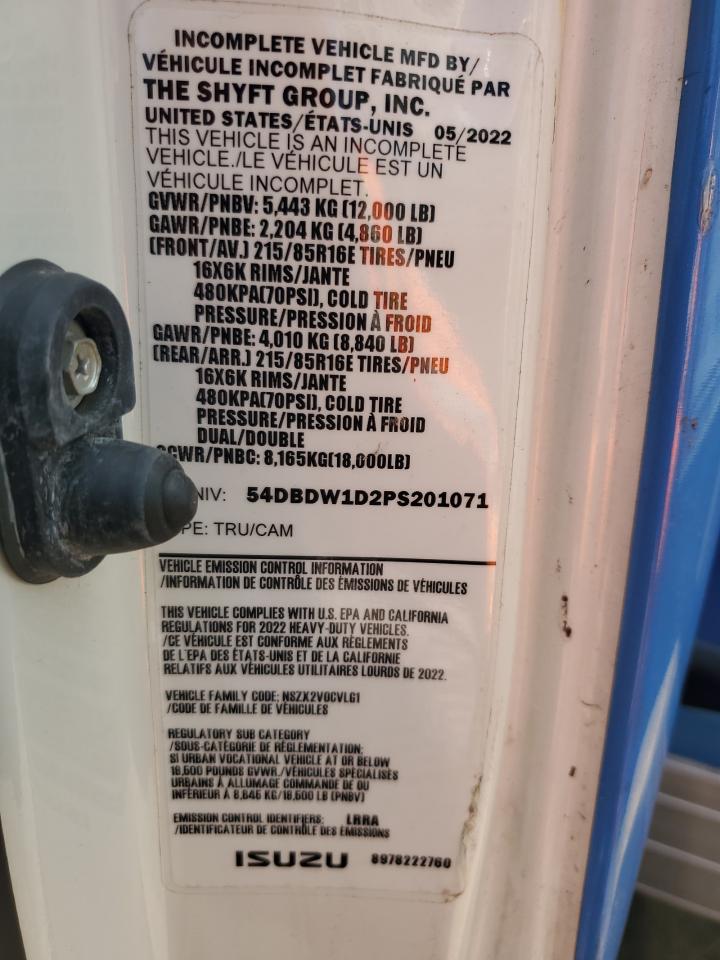 INCOMPLETE VEHICLE MFD BY/
VÉHICULE INCOMPLET FABRIQUÉ PAR
THE SHYFT GROUP, INC.
UNITED STATES/ÉTATS-UNIS 05/2022
THIS VEHICLE IS AN INCOMPLETE
VEHICLE./LE VÉHICULE EST UN
VÉHICULE INCOMPLET.
GVWR/PNBV: 5,443 KG (12,000 LB)
GAWR/PNBE: 2,204 KG (4,860 LB)
(FRONT/AV.) 215/85R16E TIRES/PNEU
16X6K RIMS/JANTE
480KPA(70PSI), COLD TIRE
PRESSURE/PRESSION À FROID
GAWR/PNBE: 4,010 KG (8,840 LB)
(REAR/ARR.) 215/85R16E TIRES/PNEU
16X6K RIMS/JANTE
480KPA(70PSI), COLD TIRE
PRESSURE/PRESSION À FROID
DUAL/DOUBLE
GCWR/PNBC: 8,165KG(18,000LB)
NIV: 54DBDW1D2PS201071
PE: TRU/CAM
VEHICLE EMISSION CONTROL INFORMATION
/INFORMATION DE CONTRÔLE DES ÉMISSIONS DE VÉHICULES
THIS VEHICLE COMPLIES WITH U.S. EPA AND CALIFORNIA
REGULATIONS FOR 2022 HEAVY-DUTY VEHICLES.
/CE VÉHICULE EST CONFORME AUX RÈGLEMENTS
DE L'EPA DES ÉTATS-UNIS ET DE LA CALIFORNIE
RELATIFS AUX VÉHICULES UTILITAIRES LOURDS DE 2022.
VEHICLE FAMILY CODE: NSZX2VOCVLG1
/CODE DE FAMILLE DE VÉHICULES
REGULATORY SUB CATEGORY
/SOUS-CATÉGORIE DE RÉGLEMENTATION:
SI URBAN VOCATIONAL VEHICLE AT OR BELOW
19,500 POUNDS GVWR./VÉHICULES SPÉCIALISÉS
URBAINS À ALLUMAGE COMMANDE DE OU
INFÉRIEUR À 8,845 KG/19,500 LB (PNBV)
EMISSION CONTROL IDENTIFIERS: LRRA
/IDENTIFICATEUR DE CONTRÔLE DES ÉMISSIONS
ISUZU 8978222760